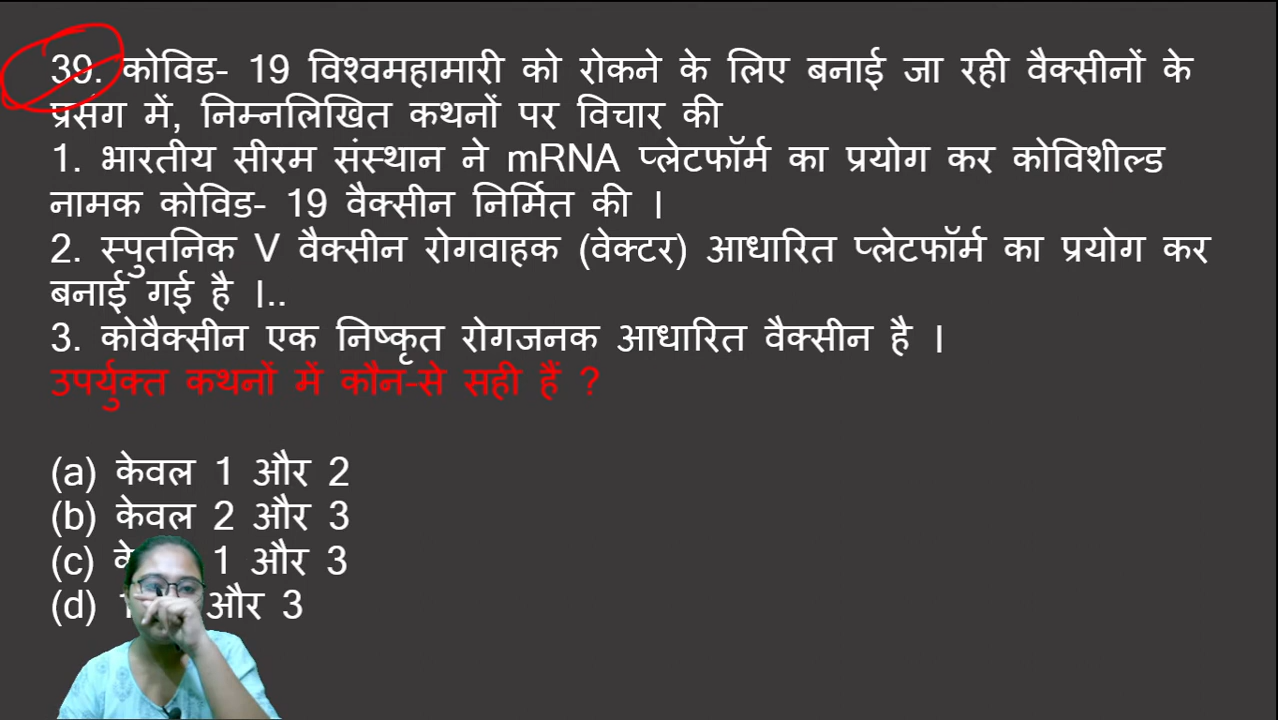 39. कोविड- 19 विश्वमहामारी को रोकने के लिए बनाई जा रही वैक्सीनों के
प्रसंग में, निम्नलिखित कथनों पर विचार की
1. भारतीय सीरम संस्थान ने mRNA प्लेटफॉर्म का प्रयोग कर कोविशील्ड
नामक कोविड- 19 वैक्सीन निर्मित की ।
2. स्पुतनिक V वैक्सीन रोगवाहक (वेक्टर) आधारित प्लेटफॉर्म का प्रयोग कर
बनाई गई है ।..
3. कोवैक्सीन एक निष्कृत रोगजनक आधारित वैक्सीन है ।
उपर्युक्त कथनों में कौन-से सही हैं ?
(a) केवल 1 और 2
(b) केवल 2 और 3
(c) 1 और 3
(d) और 3